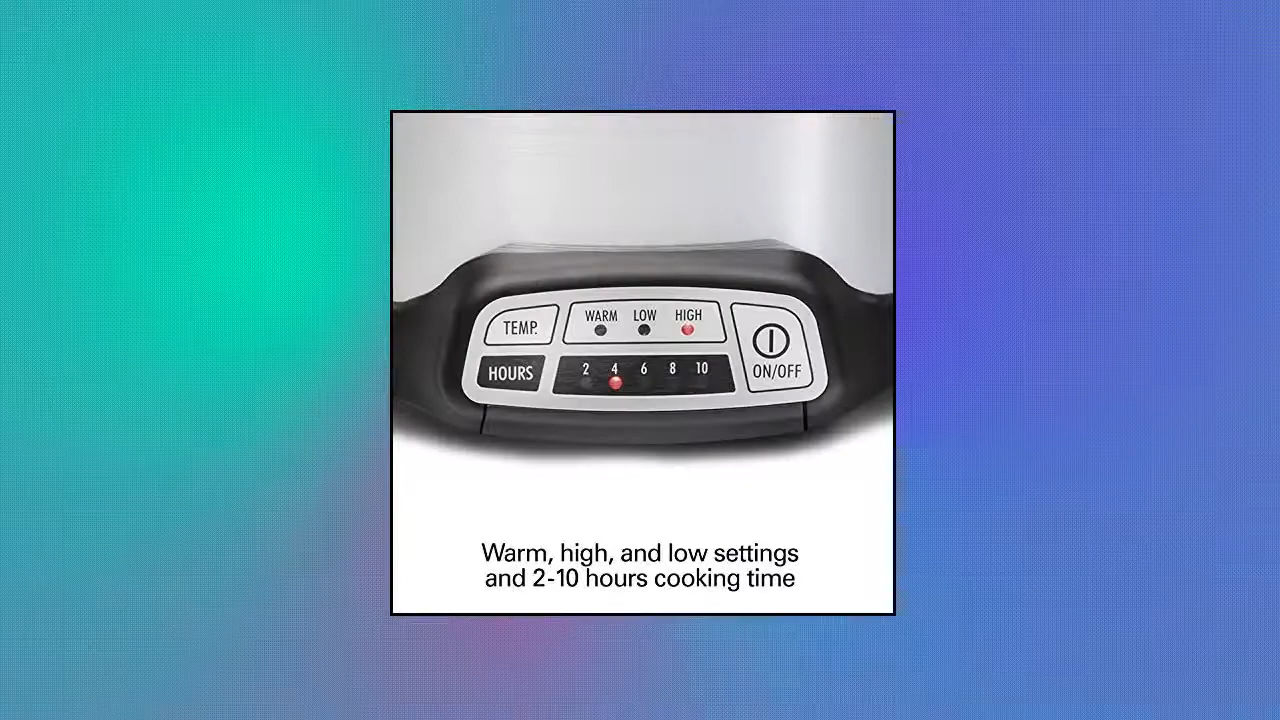 TEMP.
WARM LOW HIGH
HOURS
2 4 6 8 10
ON/OFF
Warm, high, and low settings
and 2-10 hours cooking time